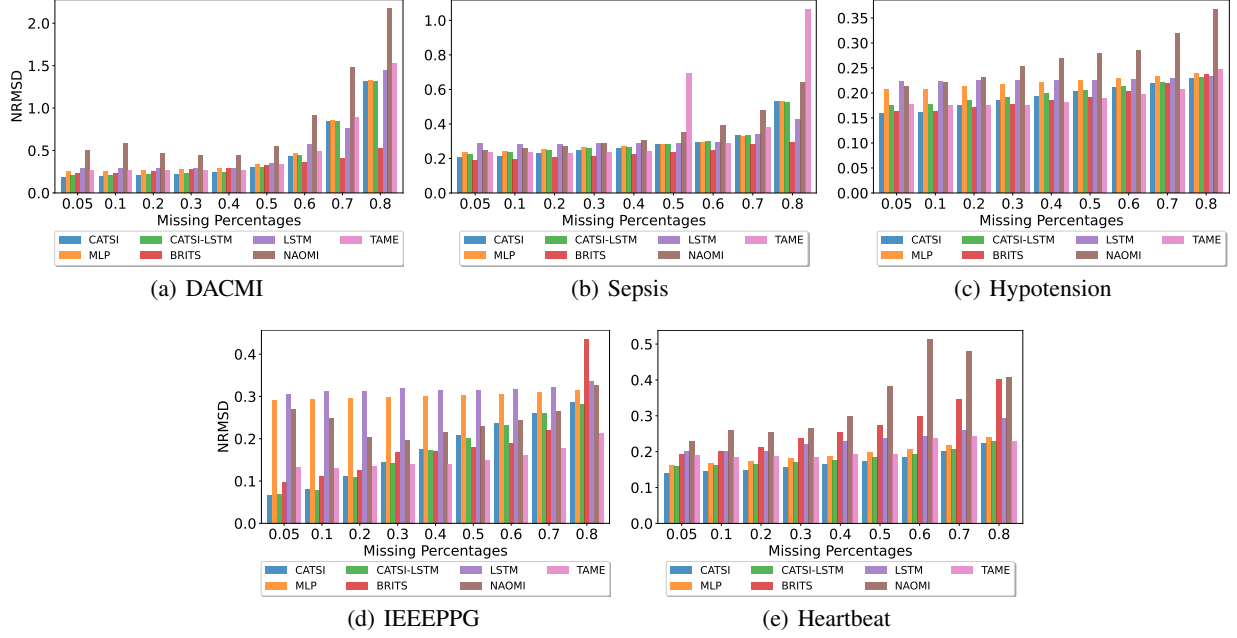 NRMSD
2.0
1.5
1.0
0.5
0.0
0.05 0.1 0.2 0.3 0.4 0.5 0.6 0.7 0.8
Missing Percentages
CATSI CATSI-LSTM LSTM TAME
MLP BRITS NAOMI
(a) DACMI
1.0
0.8
0.6
0.4
0.2
0.0
0.05 0.1 0.2 0.3 0.4 0.5 0.6 0.7 0.8
Missing Percentages
CATSI CATSI-LSTM LSTM TAME
MLP BRITS NAOMI
(b) Sepsis
0.35
0.30
0.25
0.20
0.15
0.10
0.05
0.00
0.05 0.1 0.2 0.3 0.4 0.5 0.6 0.7 0.8
Missing Percentages
CATSI CATSI-LSTM LSTM TAME
MLP BRITS NAOMI
(c) Hypotension
NRMSD
0.4
0.3
0.2
0.1
0.0
0.05 0.1 0.2 0.3 0.4 0.5 0.6 0.7 0.8
Missing Percentages
CATSI CATSI-LSTM LSTM TAME
MLP BRITS NAOMI
(d) IEEEPPG
0.5
0.4
0.3
0.2
0.1
0.0
0.05 0.1 0.2 0.3 0.4 0.5 0.6 0.7 0.8
Missing Percentages
CATSI CATSI-LSTM LSTM TAME
MLP BRITS NAOMI
(e) Heartbeat